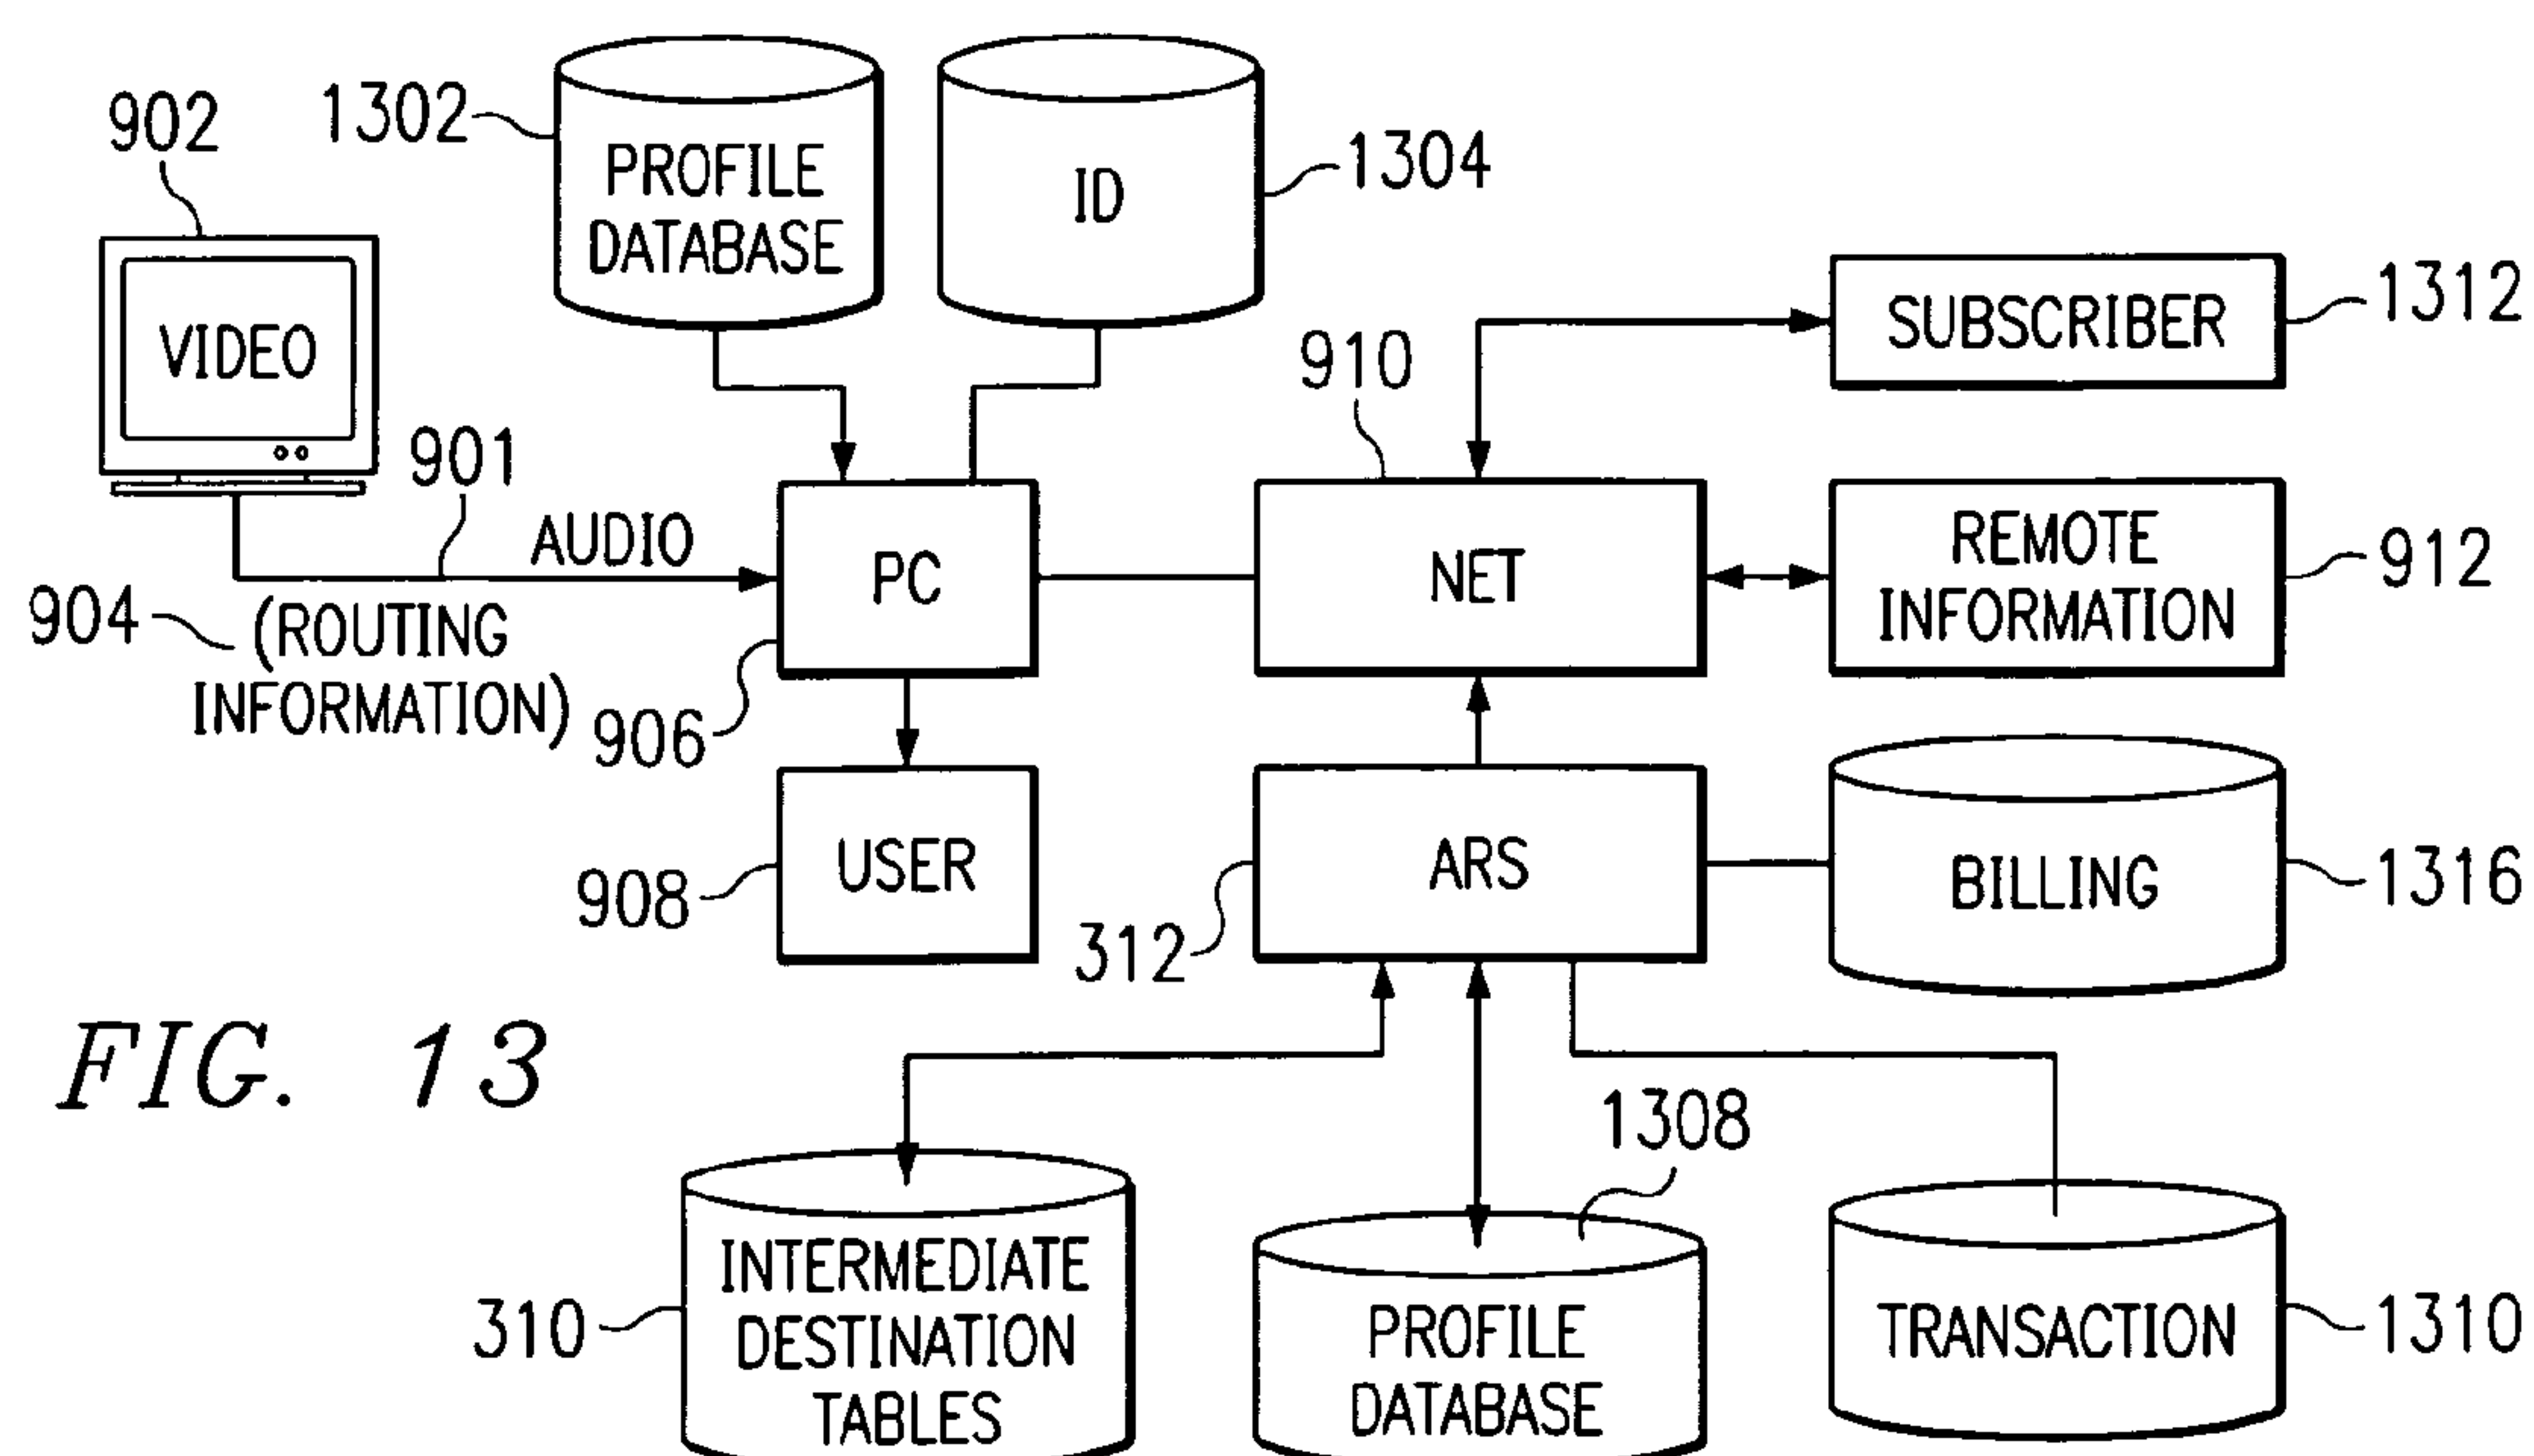 902
1302
PROFILE
DATABASE
ID
1304
VIDEO
SUBSCRIBER
1312
910
901
AUDIO
904
(ROUTING
INFORMATION)
PC
906
NET
REMOTE
INFORMATION
912
USER
908
ARS
312
BILLING
1316
FIG. 13
310
INTERMEDIATE
DESTINATION
TABLES
1308
PROFILE
DATABASE
TRANSACTION
1310